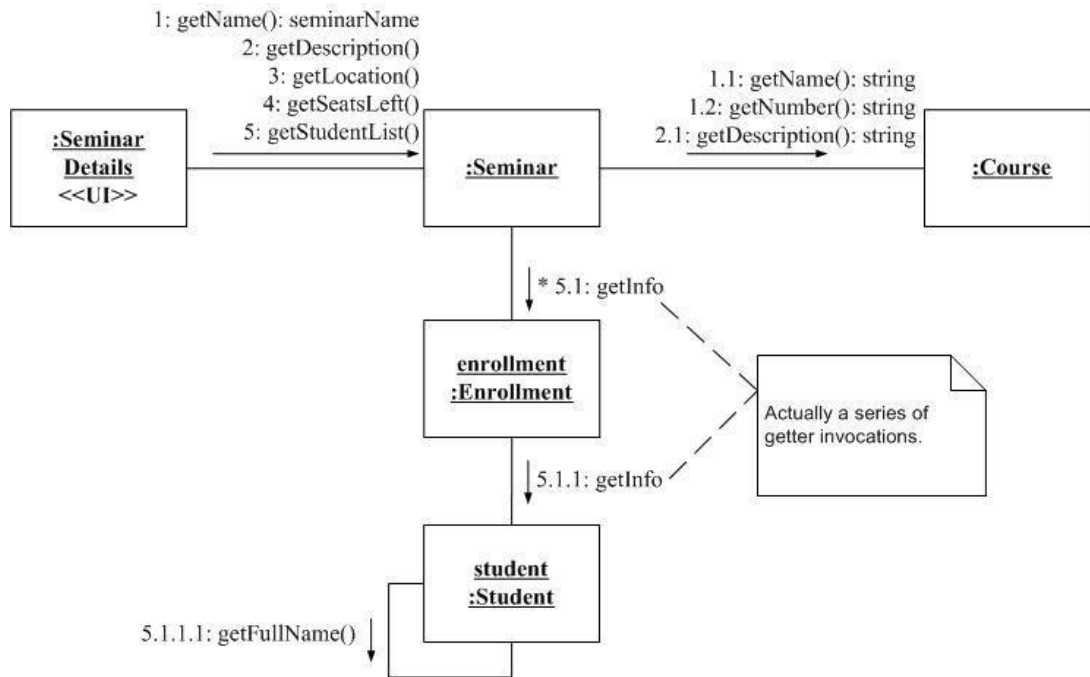 1: getName(): seminarName
2: getDescription()
3: getLocation()
4: getSeatsLeft()
5: getStudentList()
1.1: getName(): string
1.2: getNumber(): string
2.1: getDescription(): string
:Seminar
Details
<<UI>>
:Seminar
:Course
* 5.1: getInfo
enrollment
:Enrollment
Actually a series of
getter invocations.
5.1.1: getInfo
student
:Student
5.1.1.1: getFullName()